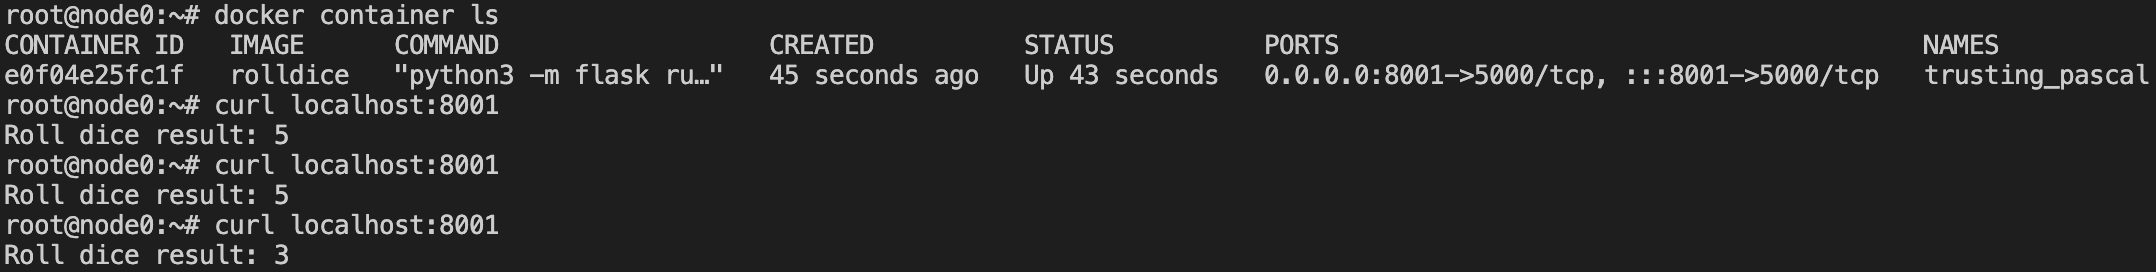 root@node0:~# docker container ls
CONTAINER ID   IMAGE      COMMAND                  CREATED          STATUS          PORTS                                       NAMES
e0f04e25fc1f   rolldice   "python3 -m flask ru…"   45 seconds ago   Up 43 seconds   0.0.0.0:8001->5000/tcp, :::8001->5000/tcp   trusting_pascal
root@node0:~# curl localhost:8001
Roll dice result: 5
root@node0:~# curl localhost:8001
Roll dice result: 5
root@node0:~# curl localhost:8001
Roll dice result: 3